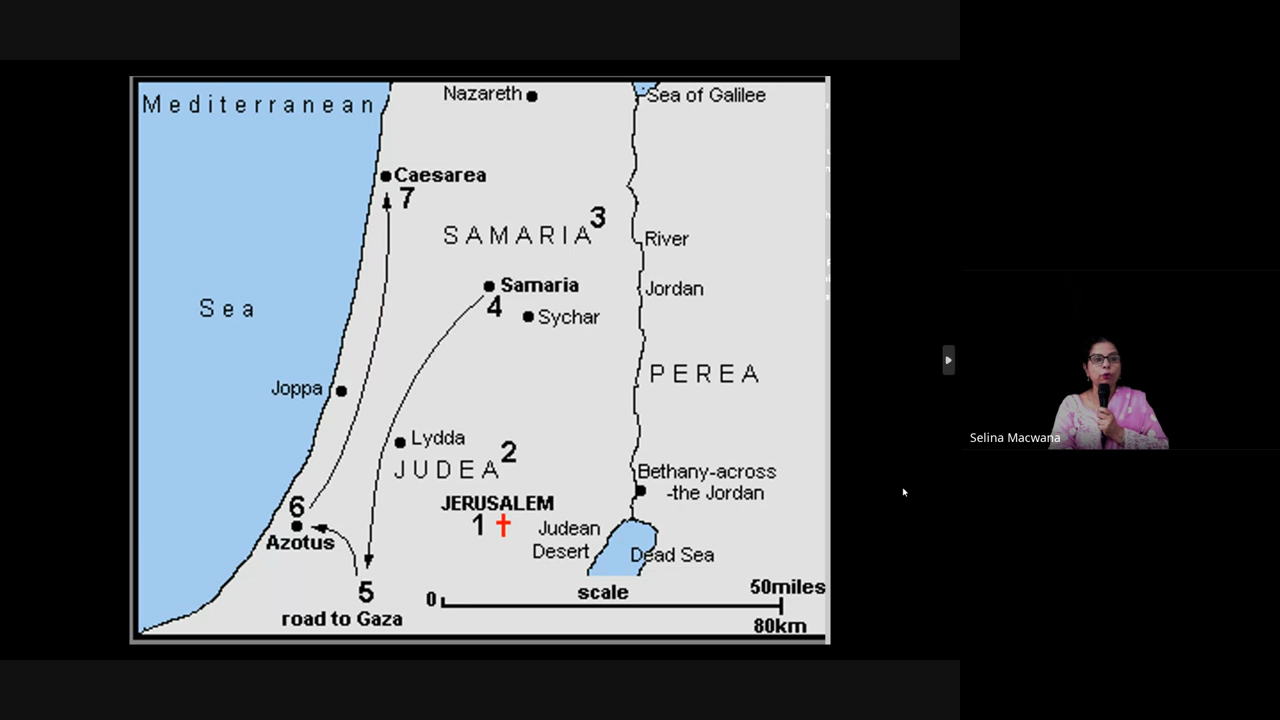 Nazareth
Sea of Galilee
Mediterranean
Caesarea
7
3
SAMARIA
River
Samaria
Jordan
4
Sea
Sychar
PEREA
Joppa
Lydda
2
JUDEA
Bethany-across
-the Jordan
JERUSALEM
6
1
Judean
Desert
Azotus
Dead Sea
5
scale
50miles
0
road to Gaza
80km
Selina Macwana